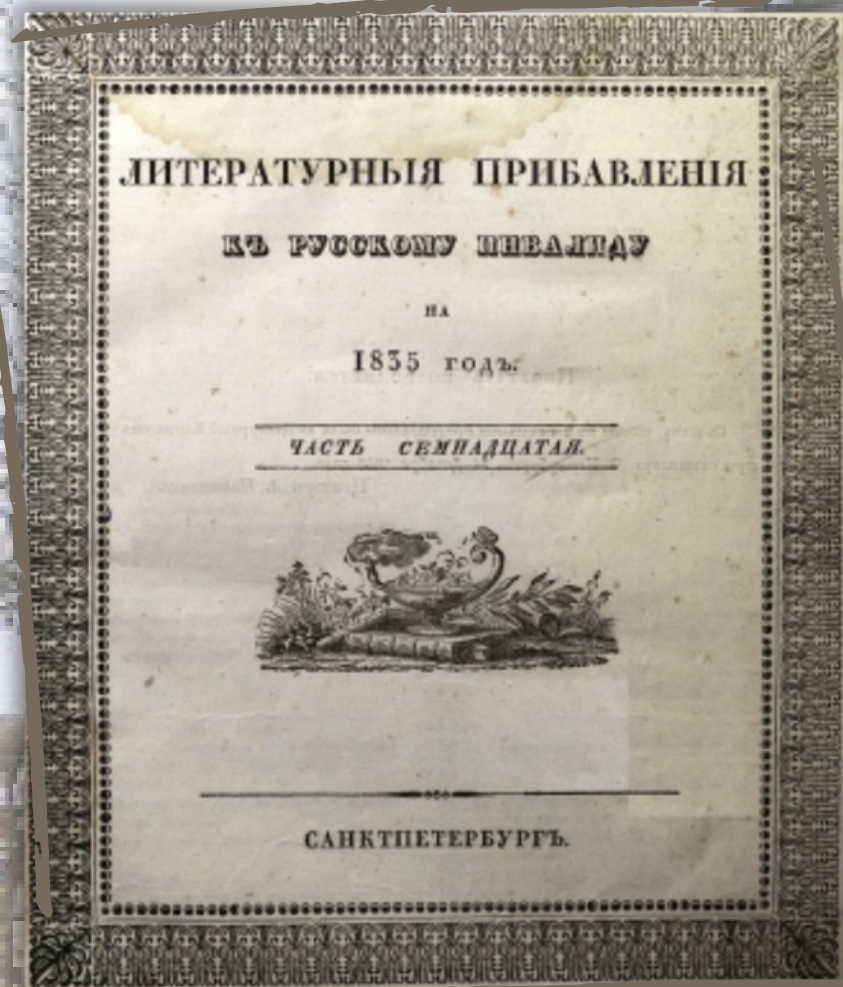 ЛИТЕРАТУРНЫЯ ПРИБАВЛЕНІЯ
КЪ РУССКОМУ ИНВАЛИДУ
НА
1835 годъ.
ЧАСТЬ СЕМНАДЦАТАЯ.
САНКТПЕТЕРБУРГЪ.